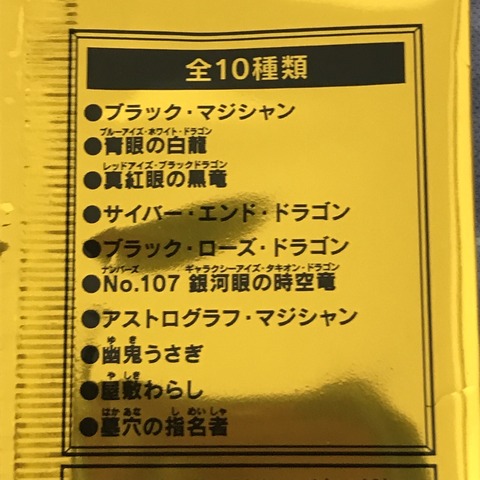 全10種類
●ブラック・マジシャン
ブルーアイズ・ホワイト・ドラゴン
●青眼の白龍
レッドアイズ・ブラックドラゴン
●真紅眼の黒竜
●サイバー・エンド・ドラゴン
●ブラック・ローズ・ドラゴン
ナンバーズ ギャラクシーアイズ・タキオン・ドラゴン
●No.107 銀河眼の時空竜
●アストログラフ・マジシャン
ゆき
●幽鬼うさぎ
やしき
●屋敷わらし
はかあな しめいしゃ
●墓穴の指名者